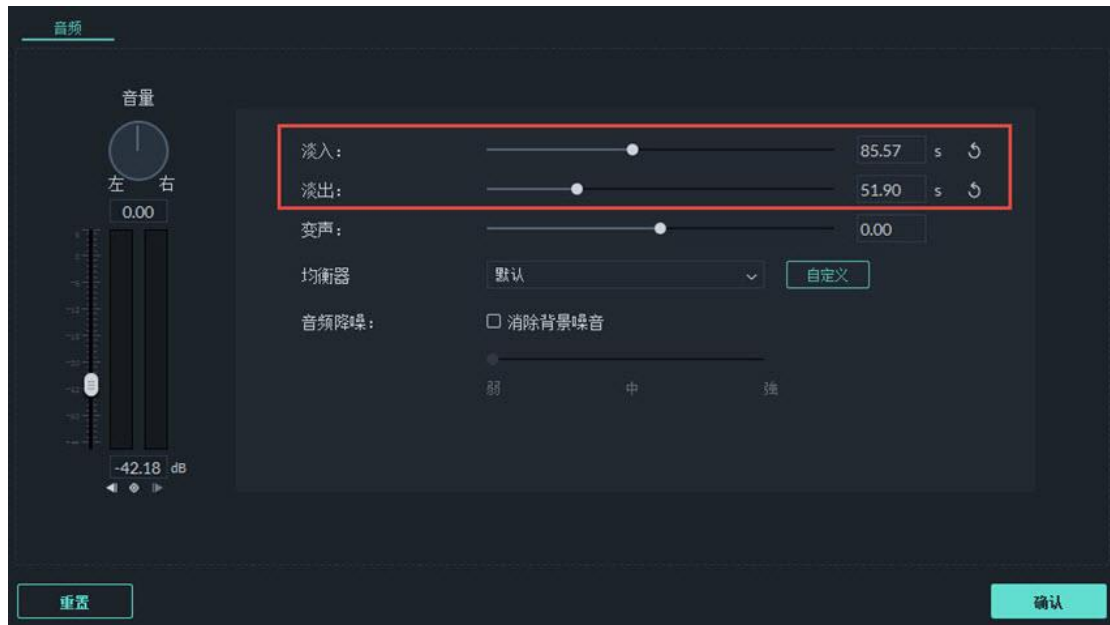 音频
音量
左 右
0.00
-42.18 dB
淡入： 85.57 s
淡出： 51.90 s
变声： 0.00
均衡器 默认 自定义
音频降噪： 消除背景噪音
弱 中 強
重置 确认